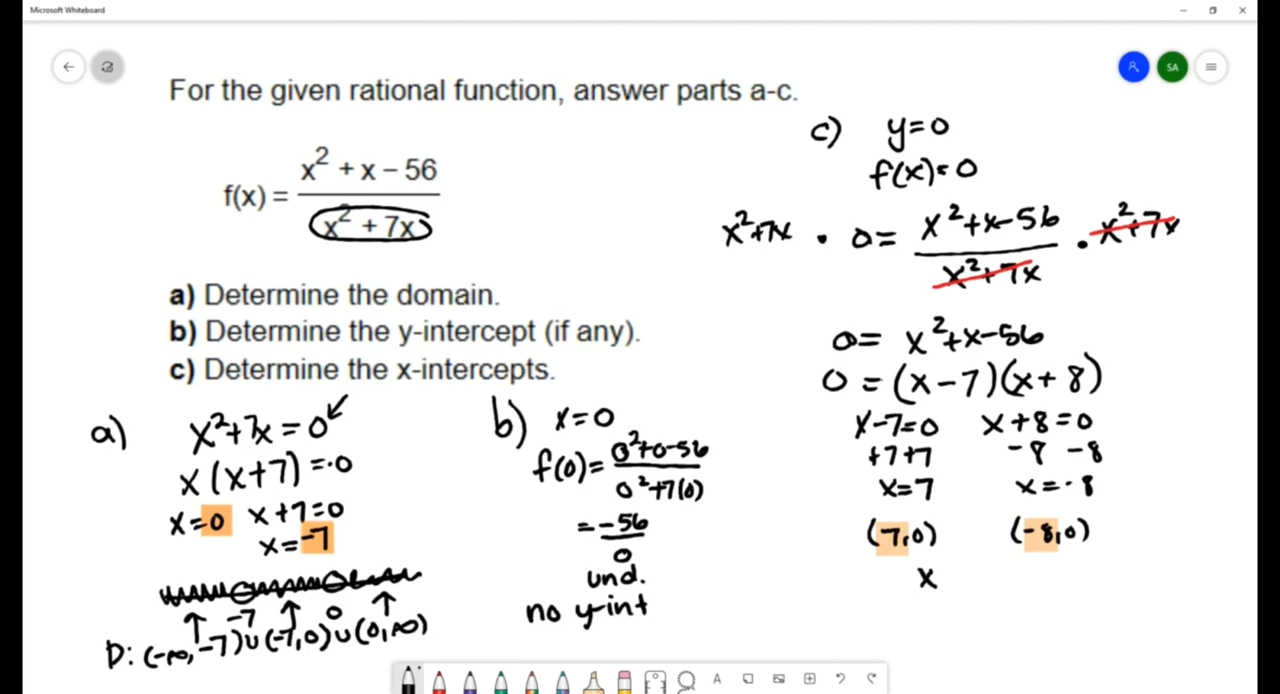 Microsoft Whiteboard
SA
For the given rational function, answer parts a-c.
f(x) = (x² + x − 56) / (x² + 7x)
a) Determine the domain.
b) Determine the y-intercept (if any).
c) Determine the x-intercepts.
a) x²+7x = 0
x(x+7) = 0
x=0 x+7=0
x=-7
-7 0
D: (-∞, -7)∪(-7,0)∪(0,∞)
b) x=0
f(0) = (0²+0-56) / (0²+7(0))
= -56 / 0
und.
no y-int
c) y=0
f(x)=0
x²+7x · 0 = (x²+x-56) / (x²+7x) · x²+7x
0 = x²+x-56
0 = (x-7)(x+8)
x-7=0 x+8=0
+7+7 -8 -8
x=7 x=-8
(7,0) (-8,0)
x
A